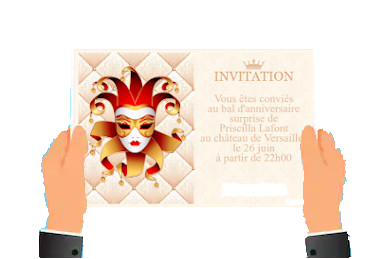 INVITATION
Vous êtes conviés
au bal d'anniversaire
surprise de
Priscilla Lafont
au château de Versailles
le 26 juin
à partir de 22h00